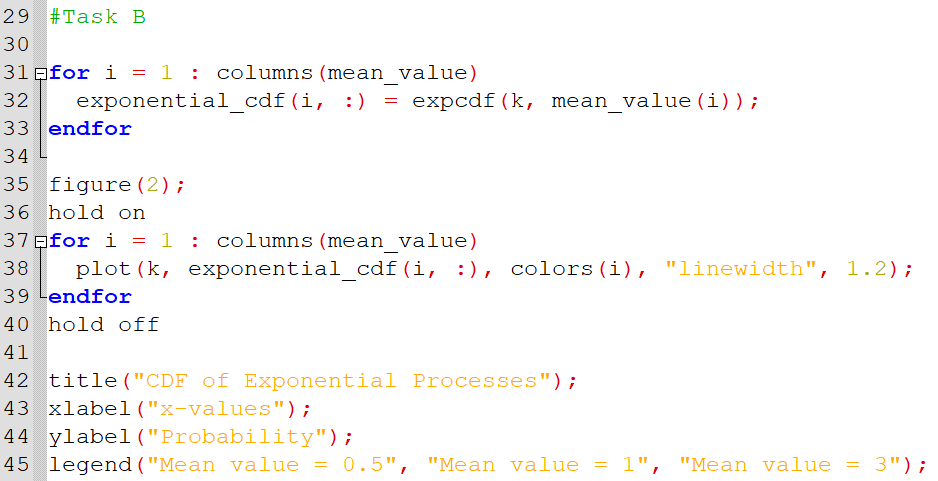 29 #Task B
30
31 for i = 1 : columns(mean_value)
32   exponential_cdf(i, :) = expcdf(k, mean_value(i));
33 endfor
34
35 figure(2);
36 hold on
37 for i = 1 : columns(mean_value)
38   plot(k, exponential_cdf(i, :), colors(i), "linewidth", 1.2);
39 endfor
40 hold off
41
42 title("CDF of Exponential Processes");
43 xlabel("x-values");
44 ylabel("Probability");
45 legend("Mean value = 0.5", "Mean value = 1", "Mean value = 3");